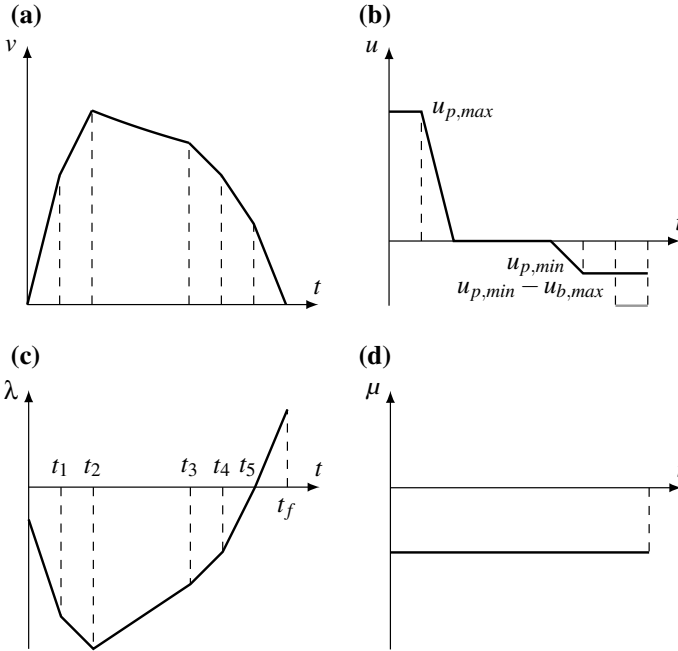 (a)
v
t
(b)
u
u_{p,max}
u_{p,min}
u_{p,min} − u_{b,max}
(c)
λ
t_1 t_2 t_3 t_4 t_5 t
t_f
(d)
μ